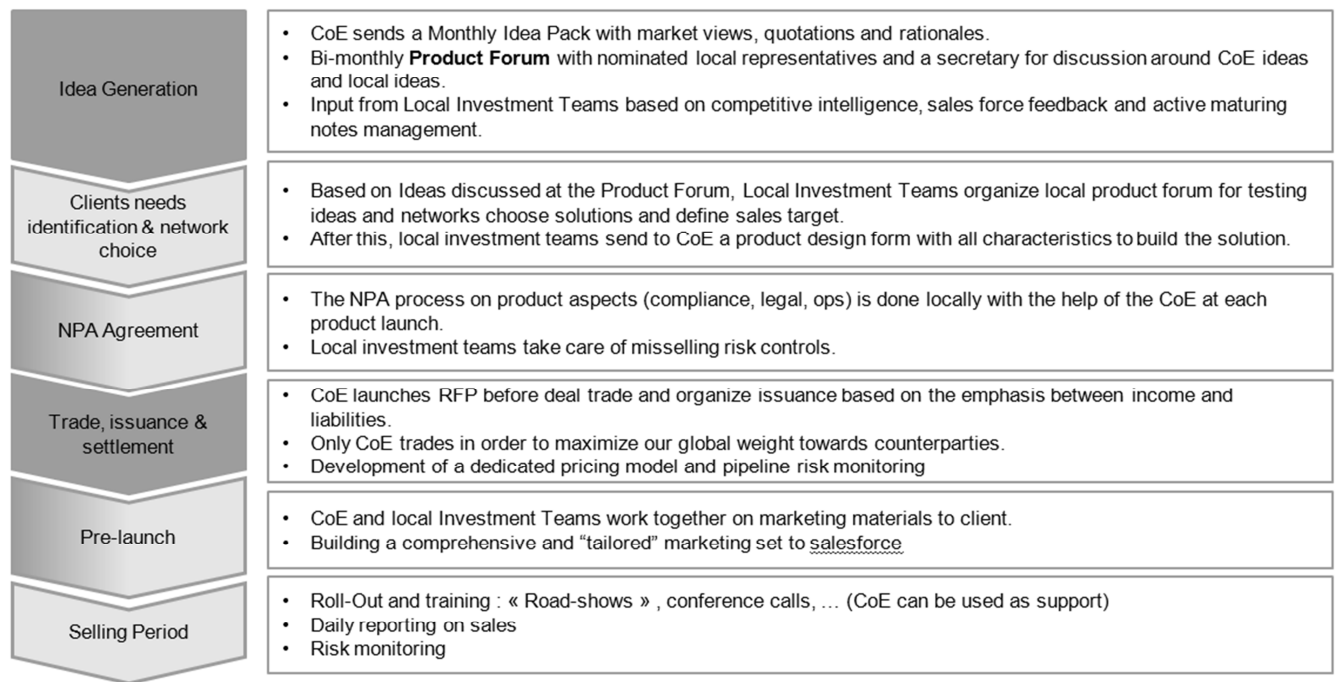 Idea Generation
• CoE sends a Monthly Idea Pack with market views, quotations and rationales.
• Bi-monthly Product Forum with nominated local representatives and a secretary for discussion around CoE ideas
and local ideas.
• Input from Local Investment Teams based on competitive intelligence, sales force feedback and active maturing
notes management.
Clients needs
identification & network
choice
• Based on Ideas discussed at the Product Forum, Local Investment Teams organize local product forum for testing
ideas and networks choose solutions and define sales target.
• After this, local investment teams send to CoE a product design form with all characteristics to build the solution.
NPA Agreement
• The NPA process on product aspects (compliance, legal, ops) is done locally with the help of the CoE at each
product launch.
• Local investment teams take care of misselling risk controls.
Trade, issuance &
settlement
• CoE launches RFP before deal trade and organize issuance based on the emphasis between income and
liabilities.
• Only CoE trades in order to maximize our global weight towards counterparties.
• Development of a dedicated pricing model and pipeline risk monitoring
Pre-launch
• CoE and local Investment Teams work together on marketing materials to client.
• Building a comprehensive and “tailored” marketing set to salesforce
Selling Period
• Roll-Out and training : « Road-shows » , conference calls, … (CoE can be used as support)
• Daily reporting on sales
• Risk monitoring